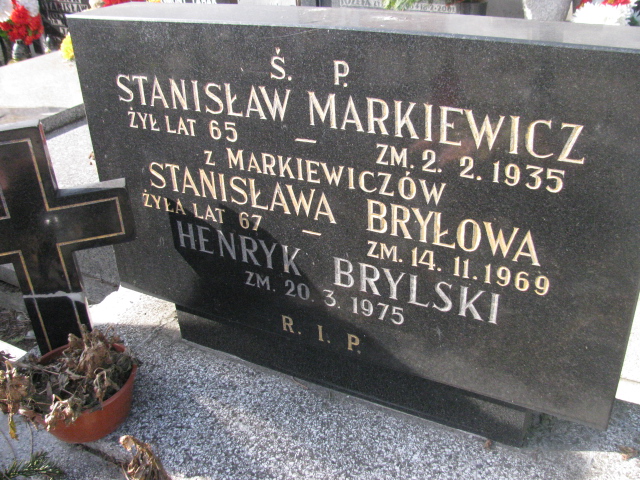 Ś. P.
STANISŁAW MARKIEWICZ
ŻYŁ LAT 65 — ZM. 2. 2. 1935
Z MARKIEWICZÓW
STANISŁAWA BRYŁOWA
ŻYŁA LAT 67 — ZM. 14. 11. 1969
HENRYK BRYLSKI
ZM. 20. 3. 1975
R. I. P.